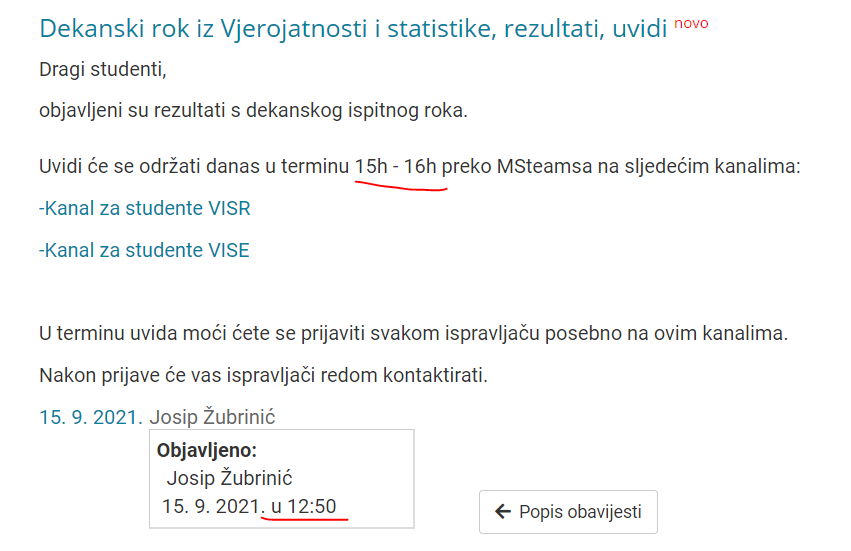 Dekanski rok iz Vjerojatnosti i statistike, rezultati, uvidi novo
Dragi studenti,
objavljeni su rezultati s dekanskog ispitnog roka.
Uvidi će se održati danas u terminu 15h - 16h preko MSteamsa na sljedećim kanalima:
-Kanal za studente VISR
-Kanal za studente VISE
U terminu uvida moći ćete se prijaviti svakom ispravljaču posebno na ovim kanalima.
Nakon prijave će vas ispravljači redom kontaktirati.
15. 9. 2021. Josip Žubrinić
Objavljeno:
Josip Žubrinić
15. 9. 2021. u 12:50
Popis obavijesti